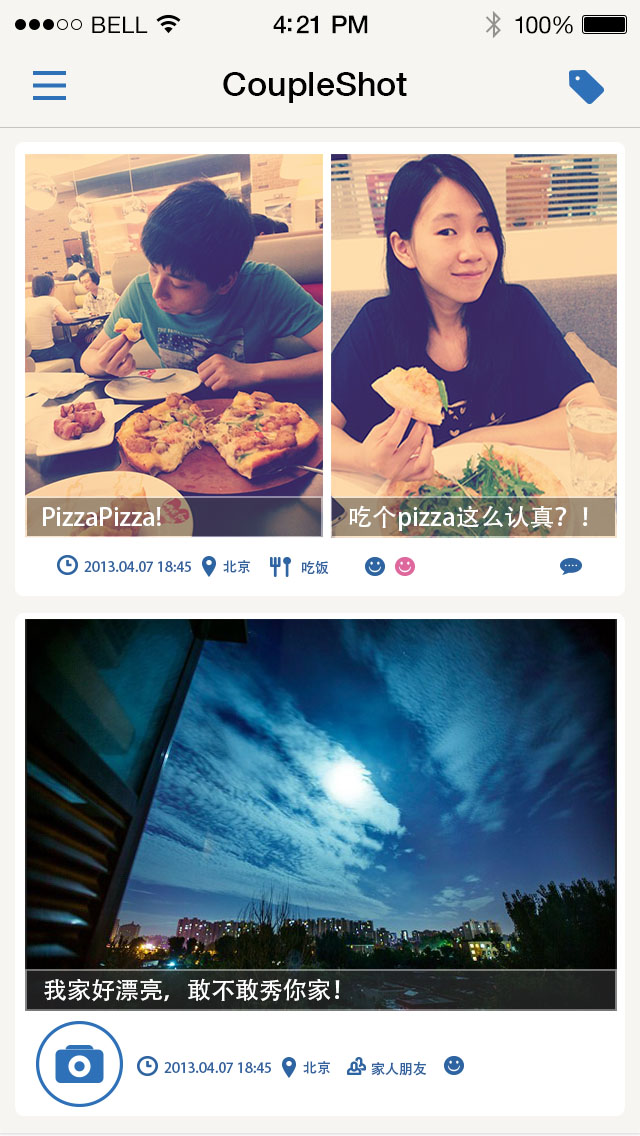 BELL 4:21 PM 100%
CoupleShot
PizzaPizza!
吃个pizza这么认真？！
2013.04.07 18:45 北京 吃饭
我家好漂亮，敢不敢秀你家！
2013.04.07 18:45 北京 家人朋友